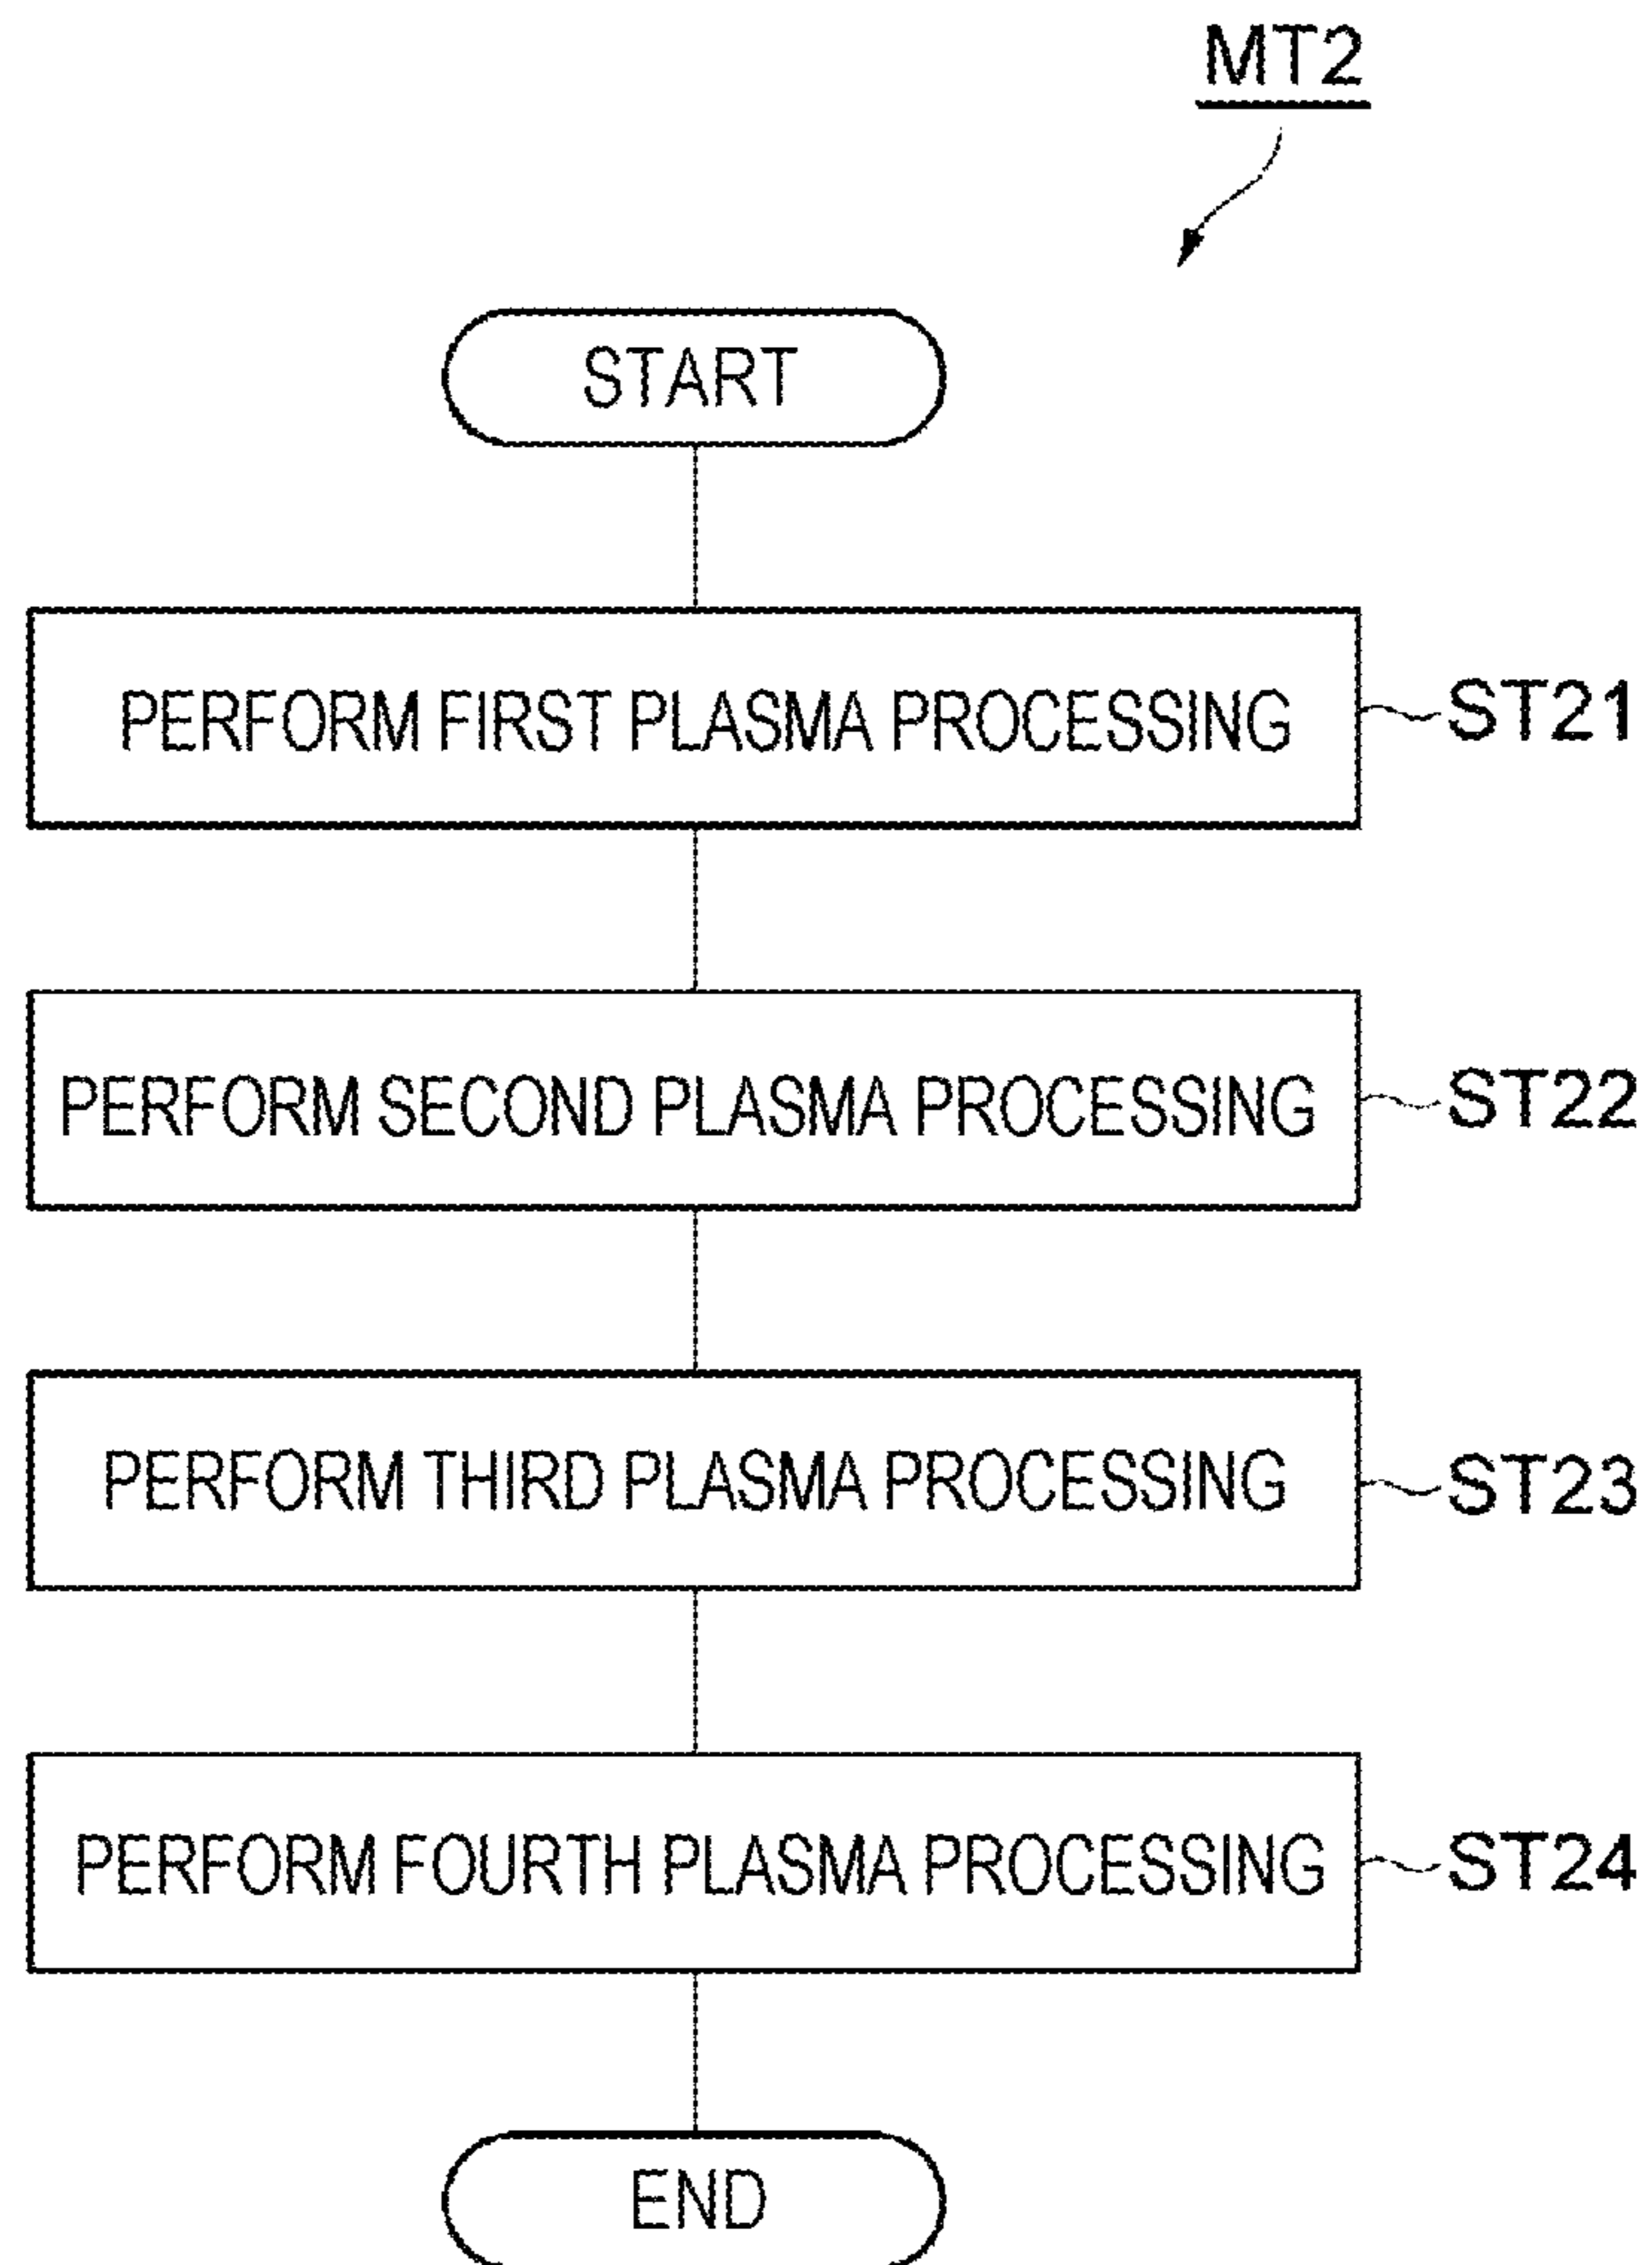 MT2
START
PERFORM FIRST PLASMA PROCESSING
ST21
PERFORM SECOND PLASMA PROCESSING
ST22
PERFORM THIRD PLASMA PROCESSING
ST23
PERFORM FOURTH PLASMA PROCESSING
ST24
END